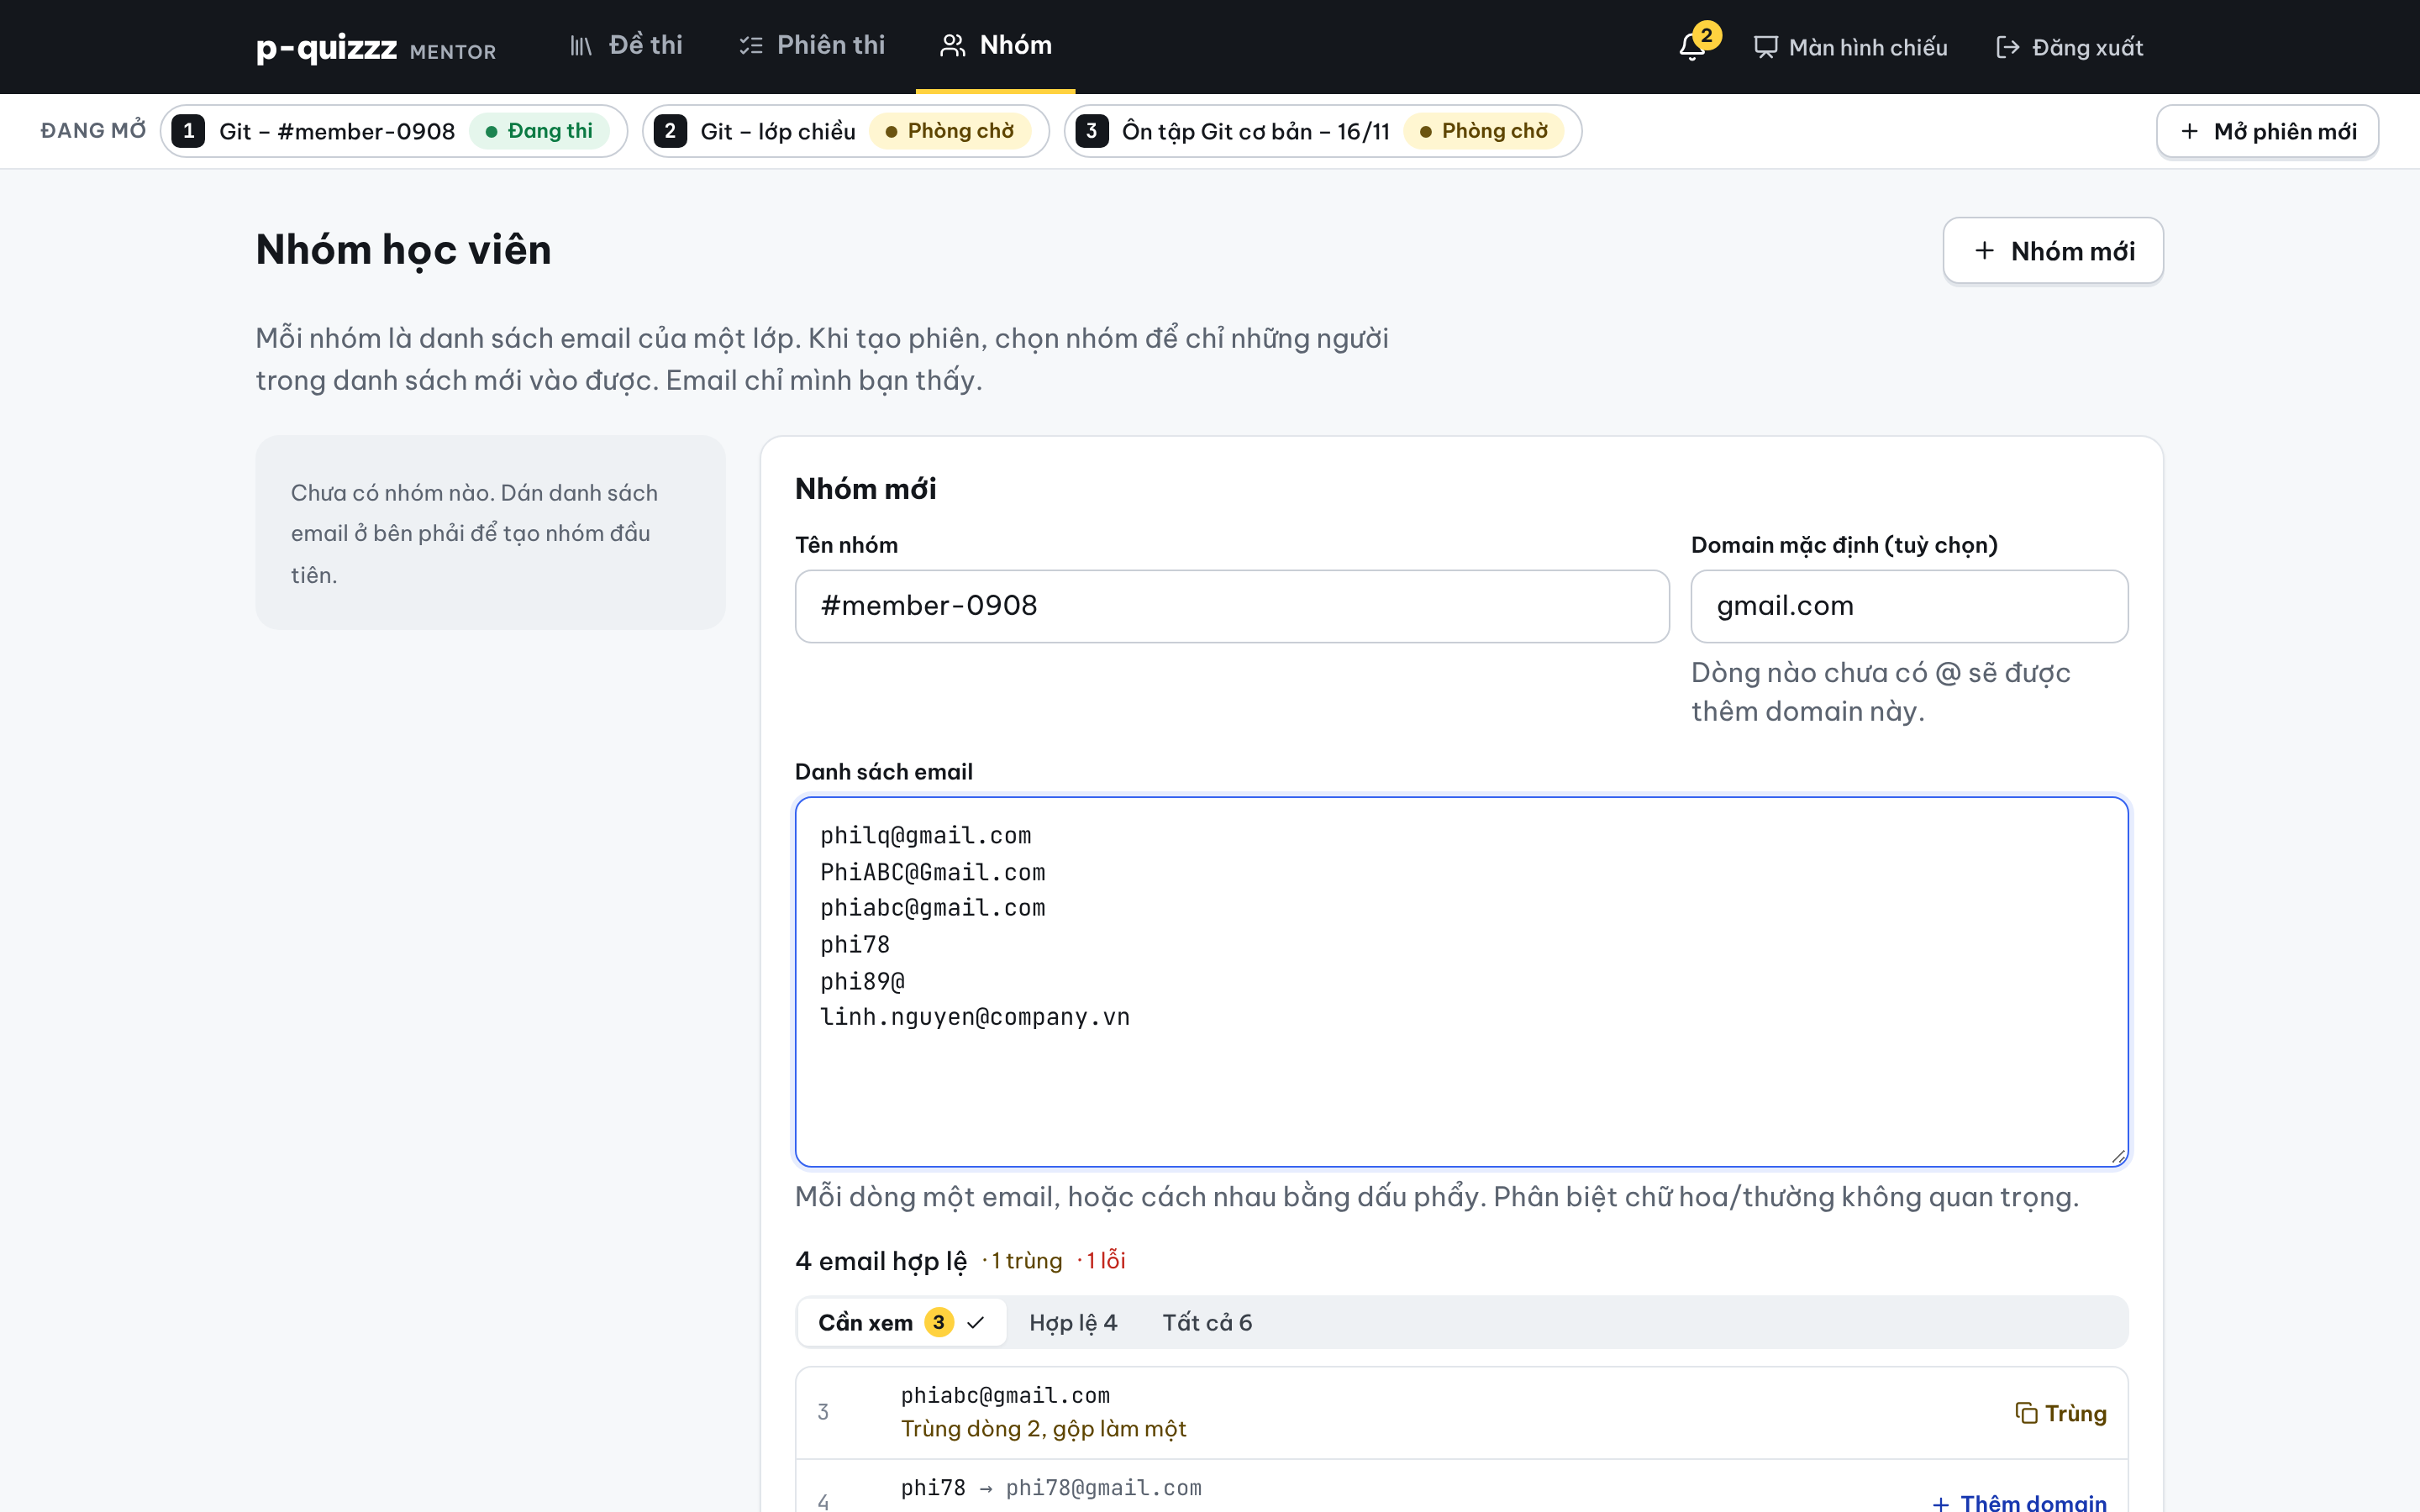 p-quizzz MENTOR
Đề thi
Phiên thi
Nhóm
2
Màn hình chiếu
Đăng xuất
ĐANG MỞ
1 Git – #member-0908 Đang thi
2 Git – lớp chiều Phòng chờ
3 Ôn tập Git cơ bản – 16/11 Phòng chờ
+ Mở phiên mới
Nhóm học viên
+ Nhóm mới
Mỗi nhóm là danh sách email của một lớp. Khi tạo phiên, chọn nhóm để chỉ những người
trong danh sách mới vào được. Email chỉ mình bạn thấy.
Chưa có nhóm nào. Dán danh sách
email ở bên phải để tạo nhóm đầu
tiên.
Nhóm mới
Tên nhóm
#member-0908
Domain mặc định (tuỳ chọn)
gmail.com
Dòng nào chưa có @ sẽ được
thêm domain này.
Danh sách email
philq@gmail.com
PhiABC@Gmail.com
phiabc@gmail.com
phi78
phi89@
linh.nguyen@company.vn
Mỗi dòng một email, hoặc cách nhau bằng dấu phẩy. Phân biệt chữ hoa/thường không quan trọng.
4 email hợp lệ · 1 trùng · 1 lỗi
Cần xem 3
Hợp lệ 4
Tất cả 6
3
phiabc@gmail.com
Trùng dòng 2, gộp làm một
Trùng
4
phi78 → phi78@gmail.com
+ Thêm domain